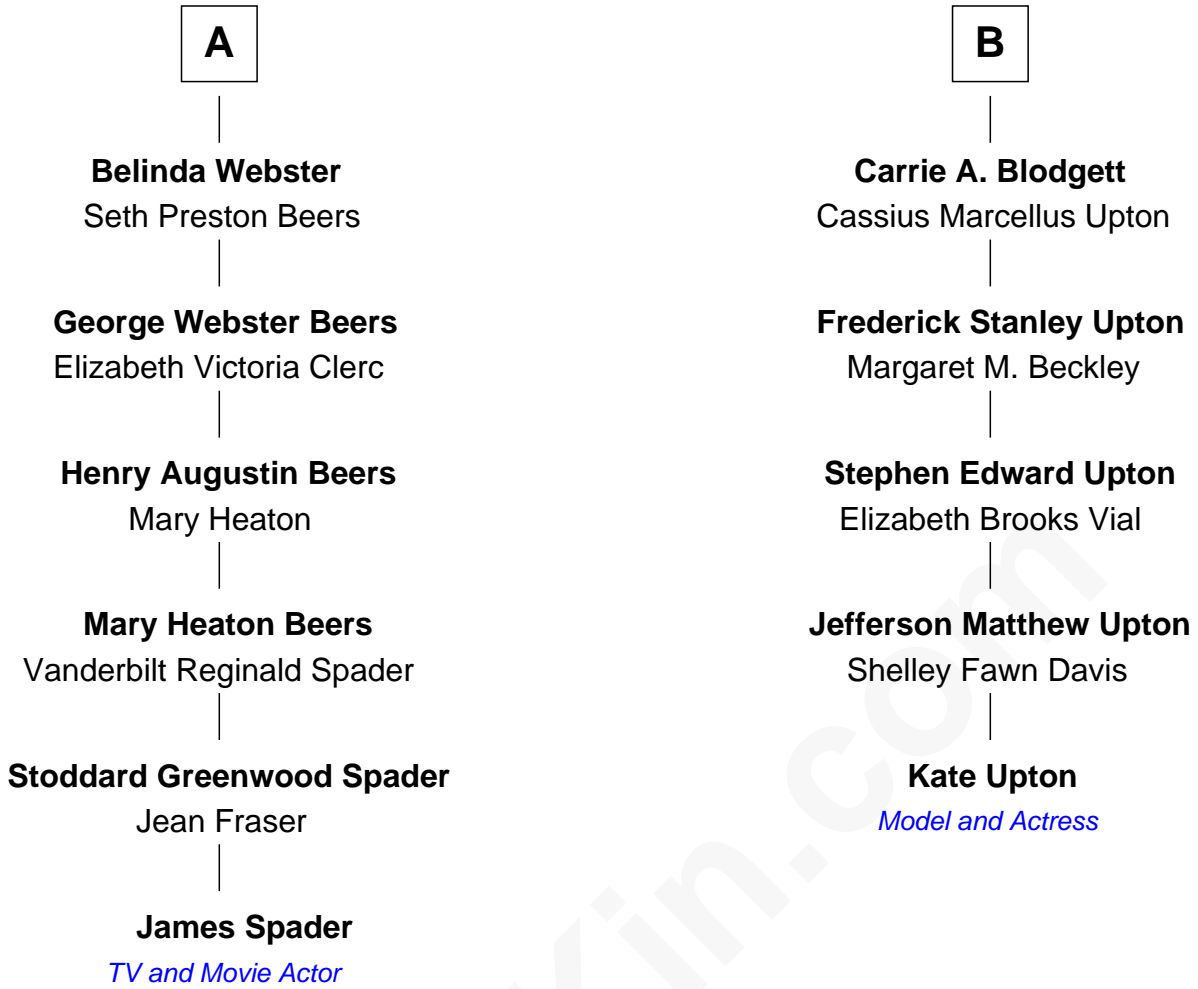 A
Belinda Webster
Seth Preston Beers
George Webster Beers
Elizabeth Victoria Clerc
Henry Augustin Beers
Mary Heaton
Mary Heaton Beers
Vanderbilt Reginald Spader
Stoddard Greenwood Spader
Jean Fraser
James Spader
TV and Movie Actor
B
Carrie A. Blodgett
Cassius Marcellus Upton
Frederick Stanley Upton
Margaret M. Beckley
Stephen Edward Upton
Elizabeth Brooks Vial
Jefferson Matthew Upton
Shelley Fawn Davis
Kate Upton
Model and Actress
Kin.com